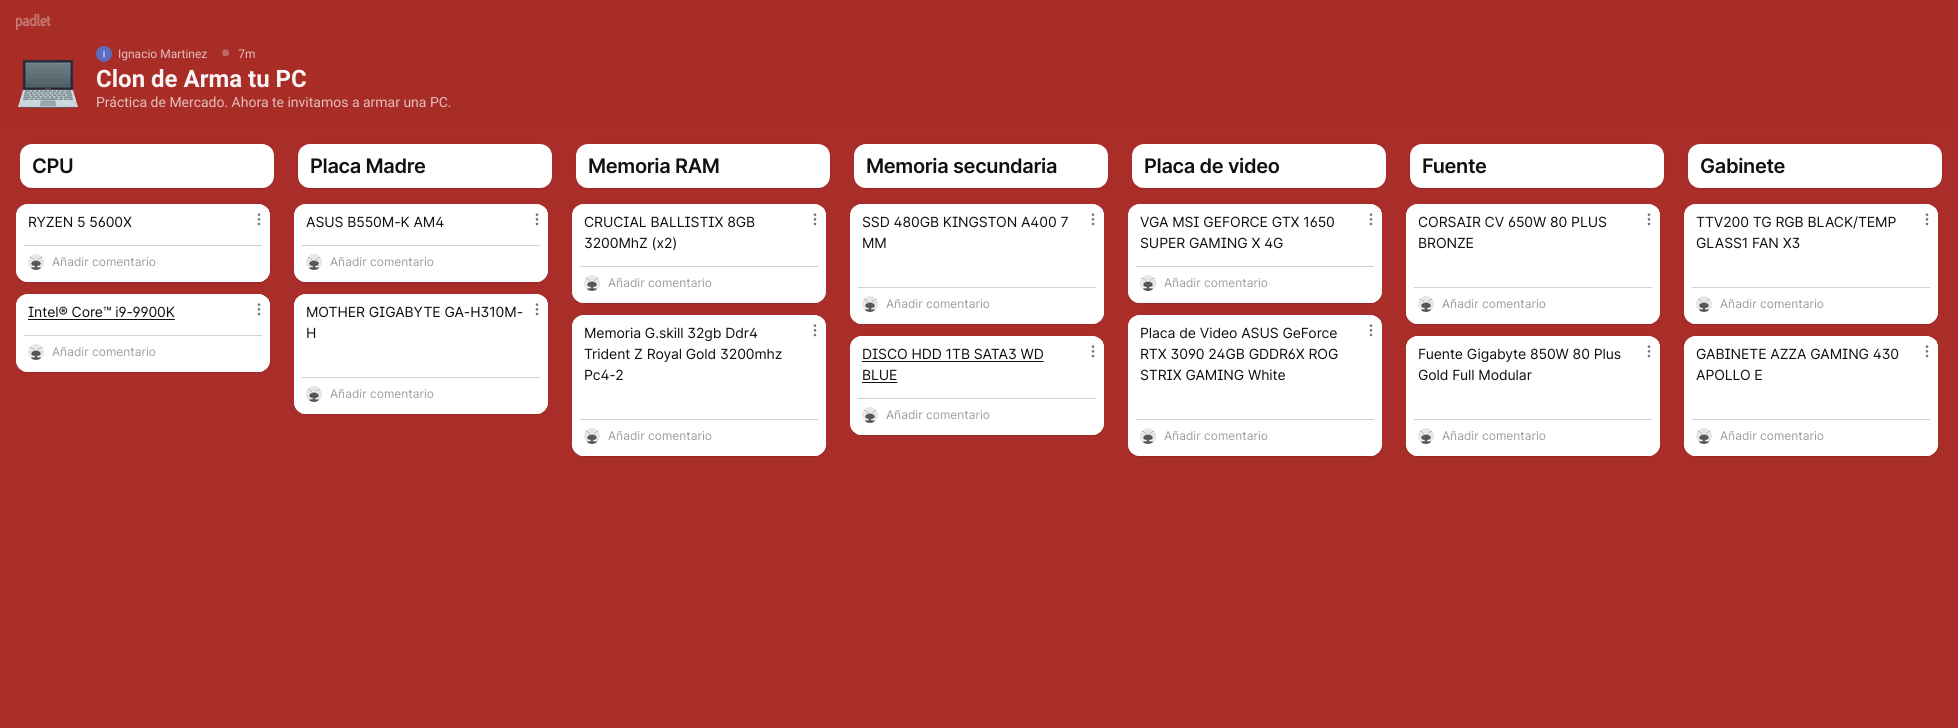 padlet
I Ignacio Martinez 7m
Clon de Arma tu PC
Práctica de Mercado. Ahora te invitamos a armar una PC.
CPU
RYZEN 5 5600X
Añadir comentario
Intel® Core™ i9-9900K
Añadir comentario
Placa Madre
ASUS B550M-K AM4
Añadir comentario
MOTHER GIGABYTE GA-H310M-
H
Añadir comentario
Memoria RAM
CRUCIAL BALLISTIX 8GB
3200MhZ (x2)
Añadir comentario
Memoria G.skill 32gb Ddr4
Trident Z Royal Gold 3200mhz
Pc4-2
Añadir comentario
Memoria secundaria
SSD 480GB KINGSTON A400 7
MM
Añadir comentario
DISCO HDD 1TB SATA3 WD
BLUE
Añadir comentario
Placa de video
VGA MSI GEFORCE GTX 1650
SUPER GAMING X 4G
Añadir comentario
Placa de Video ASUS GeForce
RTX 3090 24GB GDDR6X ROG
STRIX GAMING White
Añadir comentario
Fuente
CORSAIR CV 650W 80 PLUS
BRONZE
Añadir comentario
Fuente Gigabyte 850W 80 Plus
Gold Full Modular
Añadir comentario
Gabinete
TTV200 TG RGB BLACK/TEMP
GLASS1 FAN X3
Añadir comentario
GABINETE AZZA GAMING 430
APOLLO E
Añadir comentario